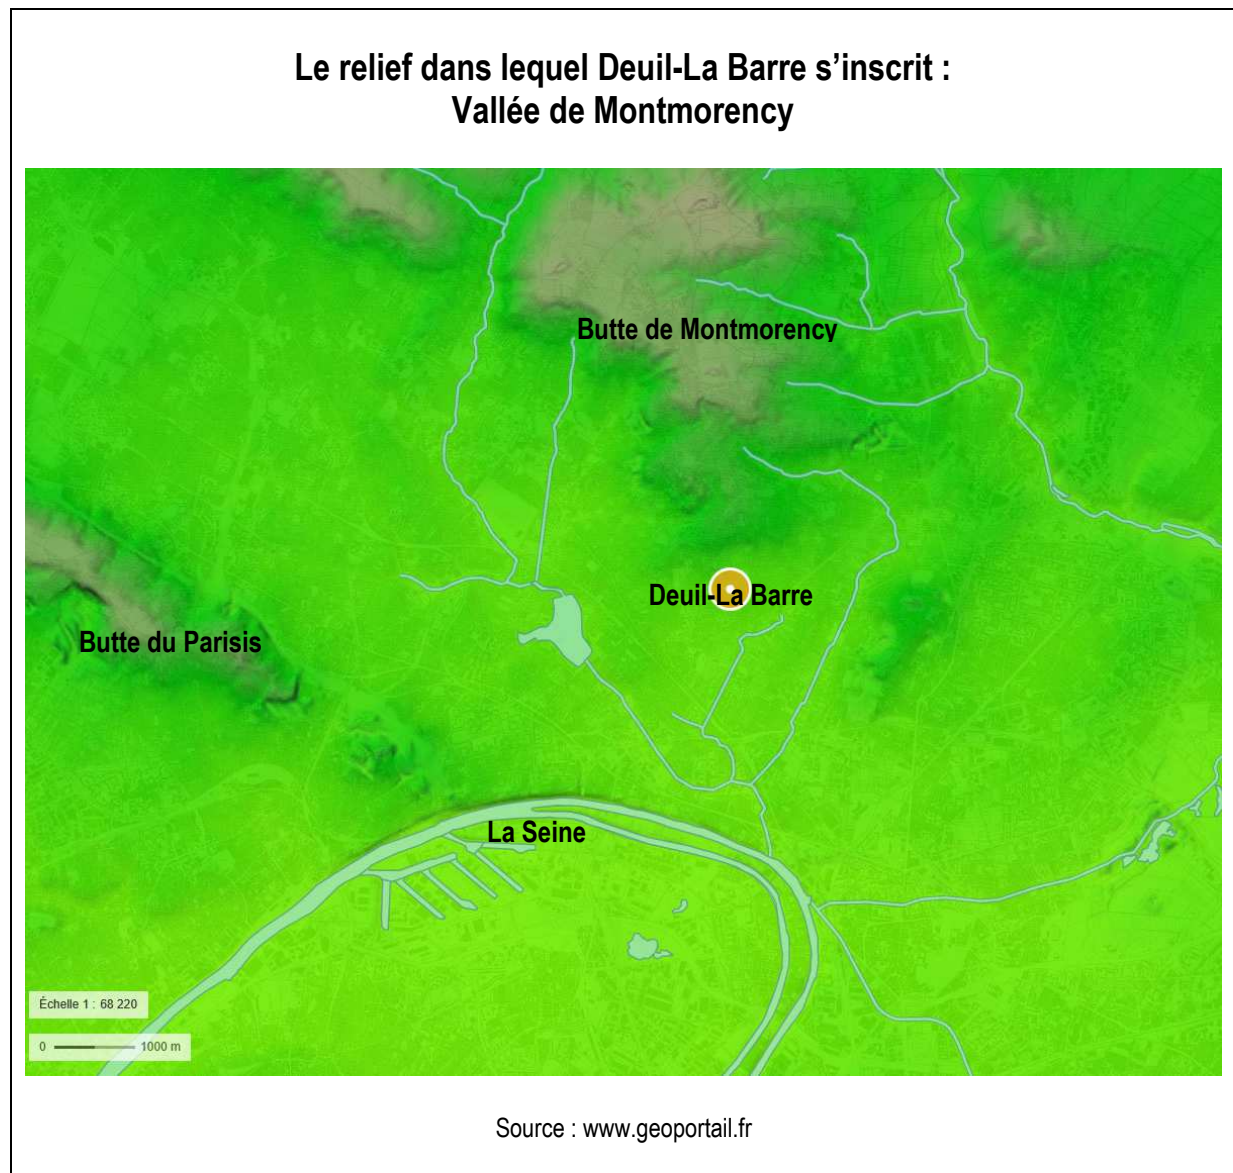 Le relief dans lequel Deuil-La Barre s’inscrit :
Vallée de Montmorency
Butte de Montmorency
Deuil-La Barre
Butte du Parisis
La Seine
Échelle 1 : 68 220
0 1000 m
Source : www.geoportail.fr